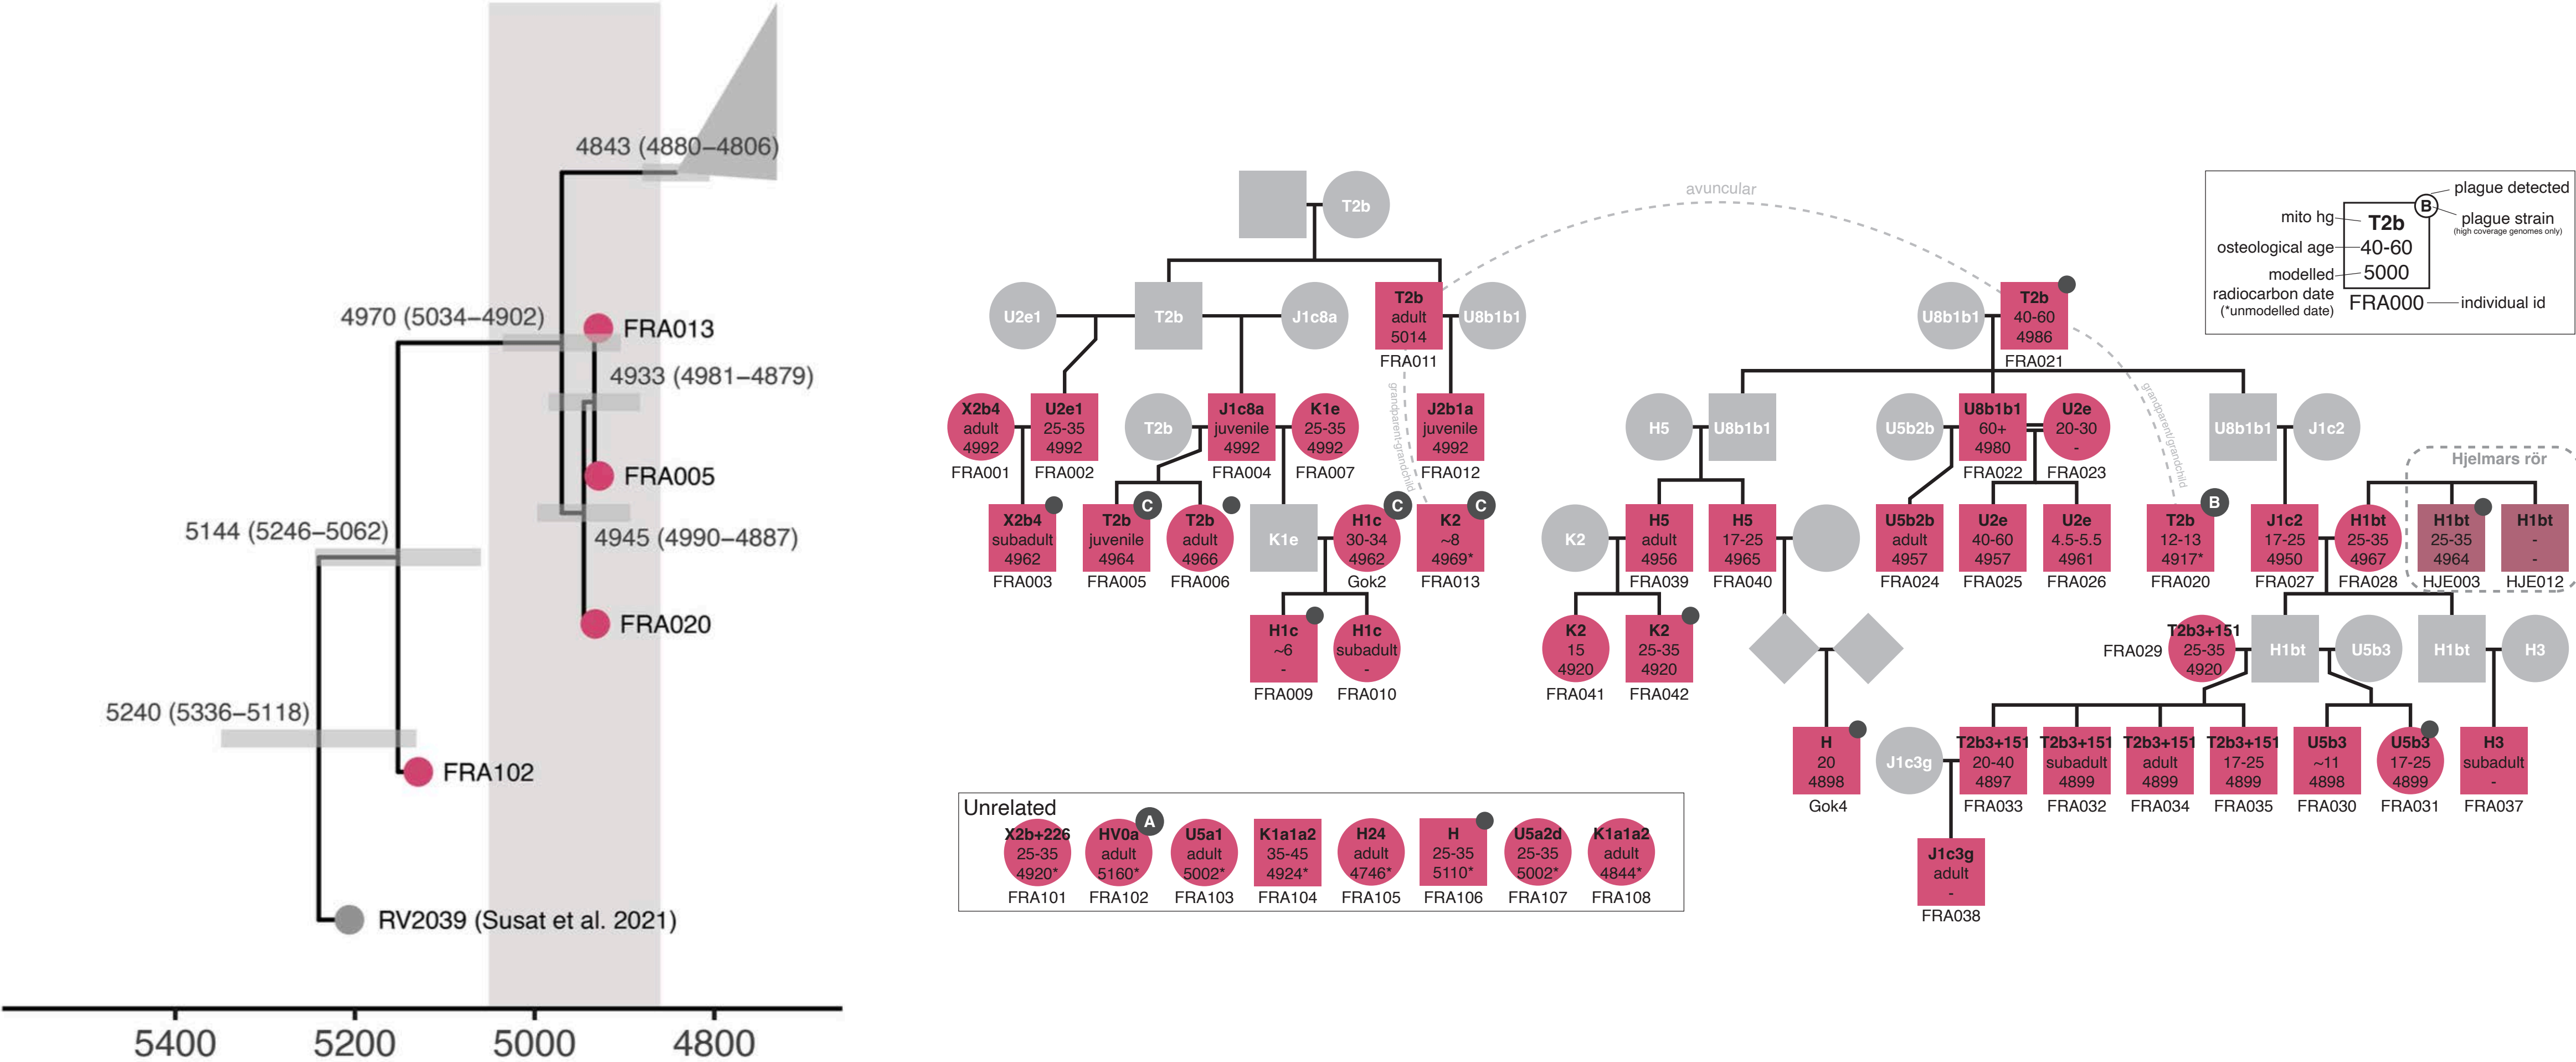 4843 (4880–4806)
4970 (5034–4902)
FRA013
4933 (4981–4879)
FRA005
5144 (5246–5062)
4945 (4990–4887)
FRA020
5240 (5336–5118)
FRA102
RV2039 (Susat et al. 2021)
5400 5200 5000 4800
T2b
avuncular
plague detected
B
mito hg
T2b
plague strain
(high coverage genomes only)
osteological age
40-60
modelled
radiocarbon date
(*unmodelled date)
5000
FRA000
individual id
U2e1
T2b
J1c8a
T2b
adult
5014
FRA011
U8b1b1
U8b1b1
T2b
40-60
4986
FRA021
grandparent-grandchild
grandparent/grandchild
X2b4
adult
4992
FRA001
U2e1
25-35
4992
FRA002
T2b
J1c8a
juvenile
4992
FRA004
K1e
25-35
4992
FRA007
J2b1a
juvenile
4992
FRA012
H5
U8b1b1
U5b2b
U8b1b1
60+
4980
FRA022
U2e
20-30
-
FRA023
U8b1b1
J1c2
Hjelmars rör
X2b4
subadult
4962
FRA003
C
T2b
juvenile
4964
FRA005
T2b
adult
4966
FRA006
K1e
C
H1c
30-34
4962
Gok2
C
K2
~8
4969*
FRA013
K2
H5
adult
4956
FRA039
H5
17-25
4965
FRA040
U5b2b
adult
4957
FRA024
U2e
40-60
4957
FRA025
U2e
4.5-5.5
4961
FRA026
B
T2b
12-13
4917*
FRA020
J1c2
17-25
4950
FRA027
H1bt
25-35
4967
FRA028
H1bt
25-35
4964
HJE003
H1bt
-
-
HJE012
H1c
~6
-
FRA009
H1c
subadult
-
FRA010
K2
15
4920
FRA041
K2
25-35
4920
FRA042
FRA029
T2b3+151
25-35
4920
H1bt
U5b3
H1bt
H3
H
20
4898
Gok4
J1c3g
T2b3+151
20-40
4897
FRA033
T2b3+151
subadult
4899
FRA032
T2b3+151
adult
4899
FRA034
T2b3+151
17-25
4899
FRA035
U5b3
~11
4898
FRA030
U5b3
17-25
4899
FRA031
H3
subadult
-
FRA037
J1c3g
adult
-
FRA038
Unrelated
X2b+226
25-35
4920*
FRA101
A
HV0a
adult
5160*
FRA102
U5a1
adult
5002*
FRA103
K1a1a2
35-45
4924*
FRA104
H24
adult
4746*
FRA105
H
25-35
5110*
FRA106
U5a2d
25-35
5002*
FRA107
K1a1a2
adult
4844*
FRA108